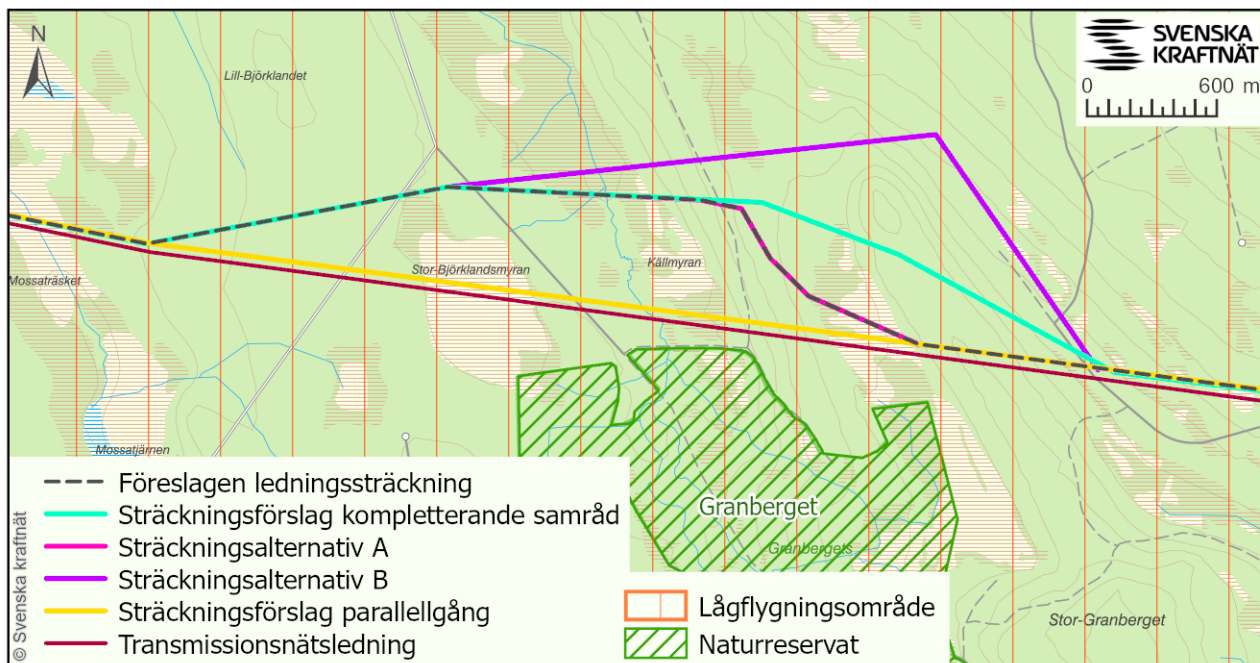 N
SVENSKA
KRAFTNÄT
0 600 m
Lill-Björklandet
Mossaträsket
Stor-Björklandsmyran
Källmyran
Mossatjärnen
Granberget
Granbergets
Stor-Granberget
Föreslagen ledningssträckning
Sträckningsförslag kompletterande samråd
Sträckningsalternativ A
Sträckningsalternativ B
Sträckningsförslag parallellgång
Transmissionsnätsledning
Lågflygningsområde
Naturreservat
© Svenska kraftnät